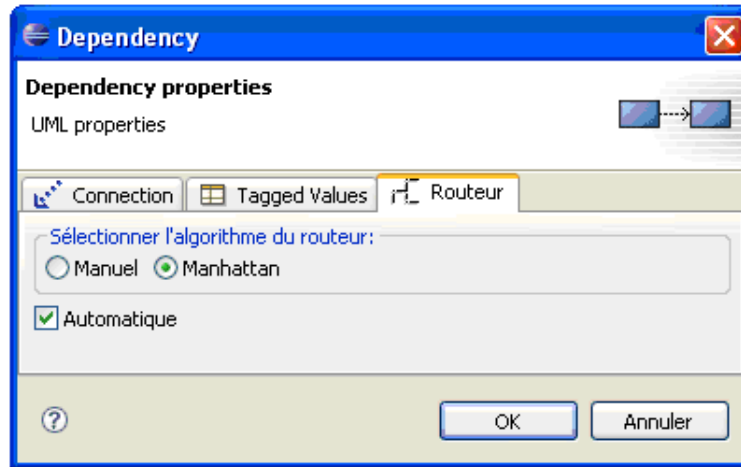 Dependency
Dependency properties
UML properties
Connection Tagged Values Routeur
Sélectionner l'algorithme du routeur:
Manuel Manhattan
Automatique
? OK Annuler